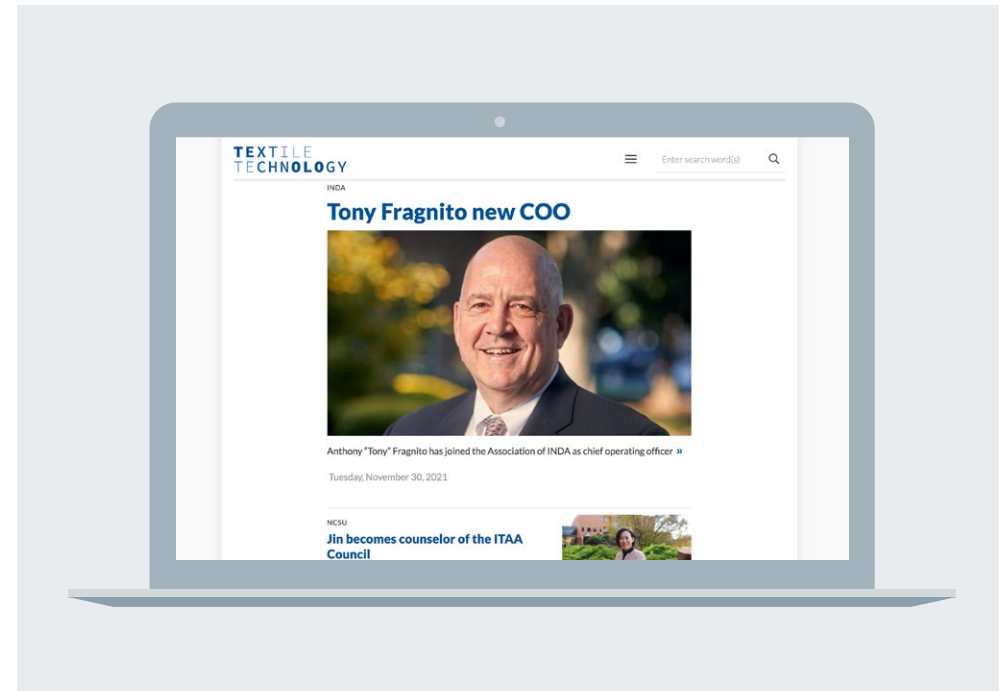 TEXTILE
TECHNOLOGY
Enter search word(s)
INDA
Tony Fragnito new COO
Anthony “Tony” Fragnito has joined the Association of INDA as chief operating officer »
Tuesday, November 30, 2021
NCSU
Jin becomes counselor of the ITAA
Council